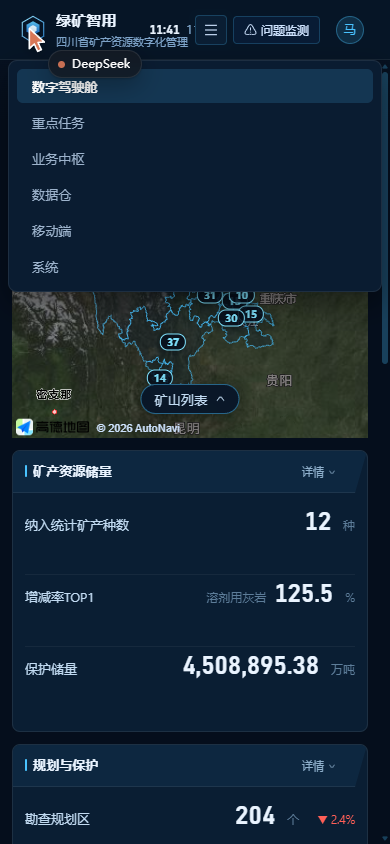 绿矿智用
四川省矿产资源数字化管理
11:41
问题监测
马
DeepSeek
数字驾驶舱
重点任务
业务中枢
数据仓
移动端
系统
31
10
重庆市
30
15
37
贵阳
14
密支那
矿山列表
高德地图
© 2026 AutoNavi
昆明
矿产资源储量
详情
纳入统计矿产种数
12 种
增减率TOP1
溶剂用灰岩 125.5 %
保护储量
4,508,895.38 万吨
规划与保护
详情
勘查规划区
204 个 ▼ 2.4%